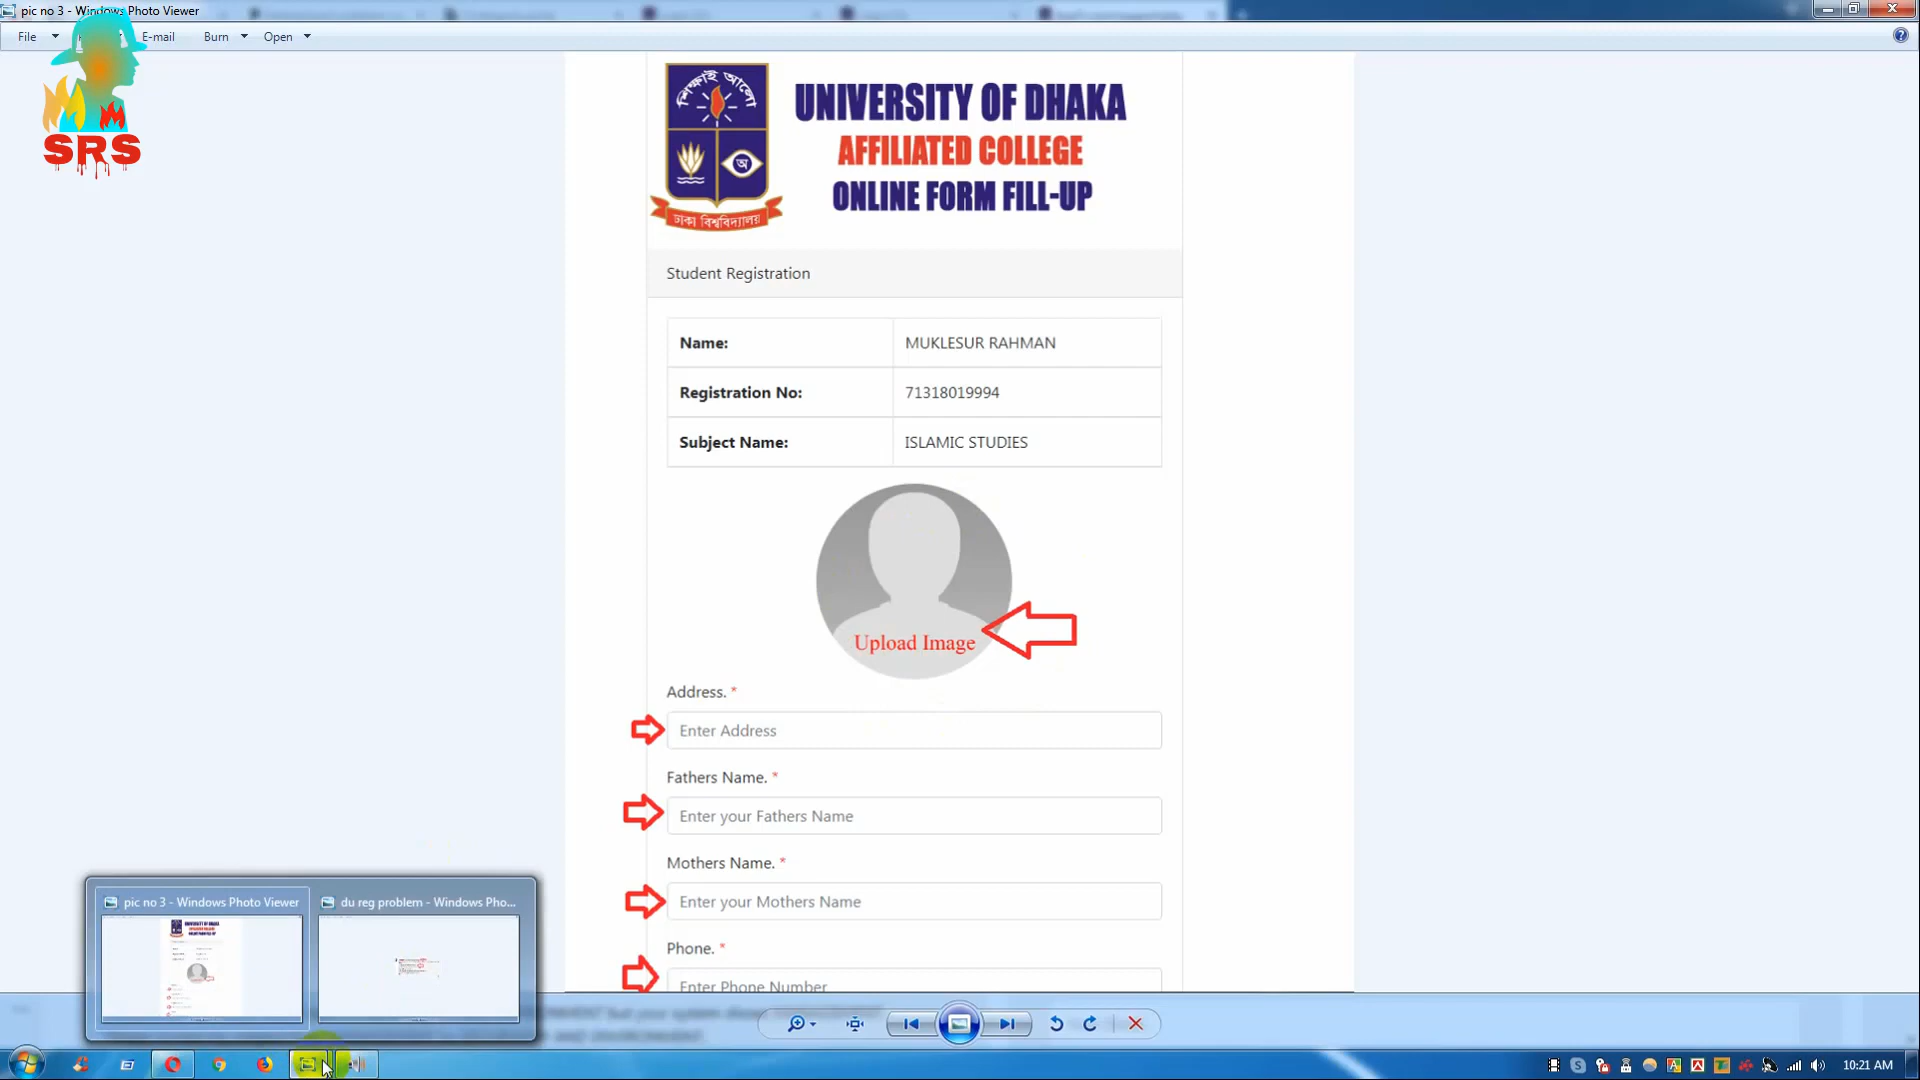 pic no 3 - Windows Photo Viewer
File
E-mail
Burn
Open
SRS
শিক্ষাই আলো
অ
ঢাকা বিশ্ববিদ্যালয়
UNIVERSITY OF DHAKA
AFFILIATED COLLEGE
ONLINE FORM FILL-UP
Student Registration
Name: MUKLESUR RAHMAN
Registration No: 71318019994
Subject Name: ISLAMIC STUDIES
Upload Image
Address. *
Enter Address
Fathers Name. *
Enter your Fathers Name
Mothers Name. *
Enter your Mothers Name
Phone. *
Enter Phone Number
pic no 3 - Windows Photo Viewer
du reg problem - Windows Pho...
10:21 AM